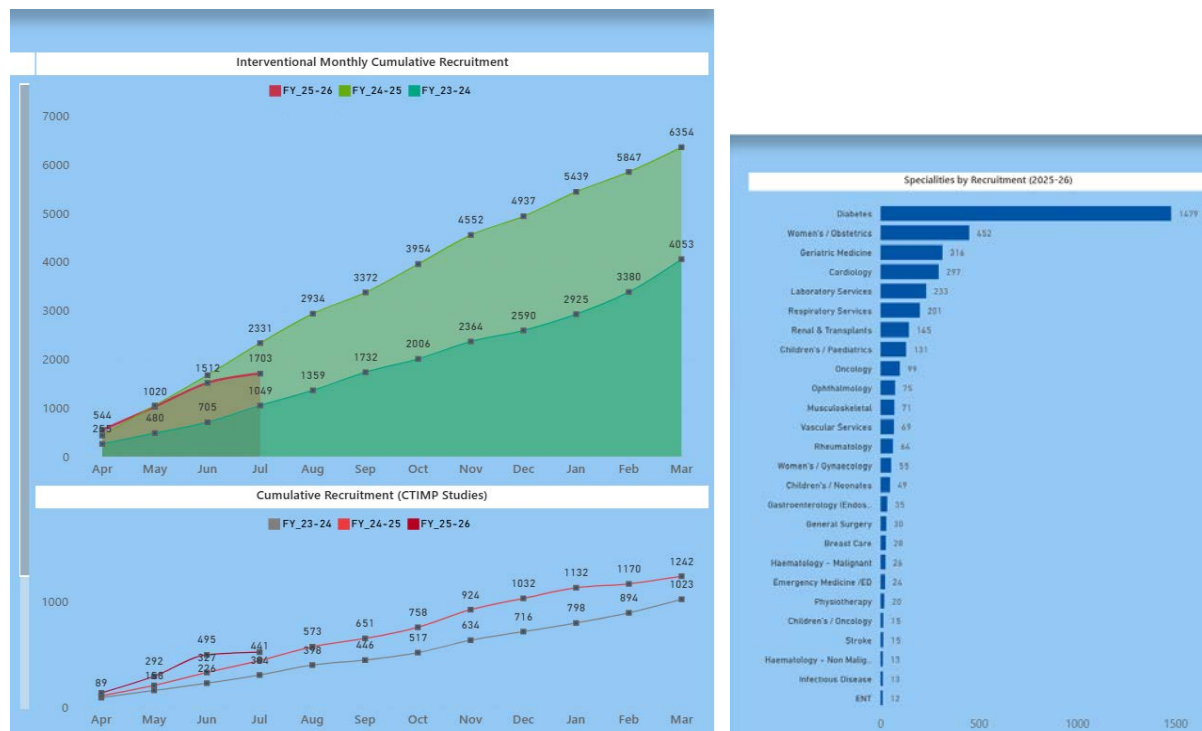 Interventional Monthly Cumulative Recruitment
FY_25-26 FY_24-25 FY_23-24
7000
6000
5000
4000
3000
2000
1000
0
544
255
1020
480
1512
705
2331
1703
1049
2934
1359
3372
1732
3954
2006
4552
2364
4937
2590
5439
2925
5847
3380
6354
4053
Apr May Jun Jul Aug Sep Oct Nov Dec Jan Feb Mar
Cumulative Recruitment (CTIMP Studies)
FY_23-24 FY_24-25 FY_25-26
1000
0
89
292
158
495
327
226
441
304
573
398
651
446
758
517
924
634
1032
716
1132
798
1170
894
1242
1023
Apr May Jun Jul Aug Sep Oct Nov Dec Jan Feb Mar
Specialities by Recruitment (2025-26)
Diabetes 1479
Women's / Obstetrics 452
Geriatric Medicine 316
Cardiology 297
Laboratory Services 233
Respiratory Services 201
Renal & Transplants 145
Children's / Paediatrics 131
Oncology 99
Ophthalmology 75
Musculoskeletal 71
Vascular Services 69
Rheumatology 64
Women's / Gynaecology 55
Children's / Neonates 49
Gastroenterology (Endos.. 35
General Surgery 30
Breast Care 28
Haematology - Malignant 26
Emergency Medicine /ED 24
Physiotherapy 20
Children's / Oncology 15
Stroke 15
Haematology - Non Malig.. 13
Infectious Disease 13
ENT 12
0 500 1000 1500